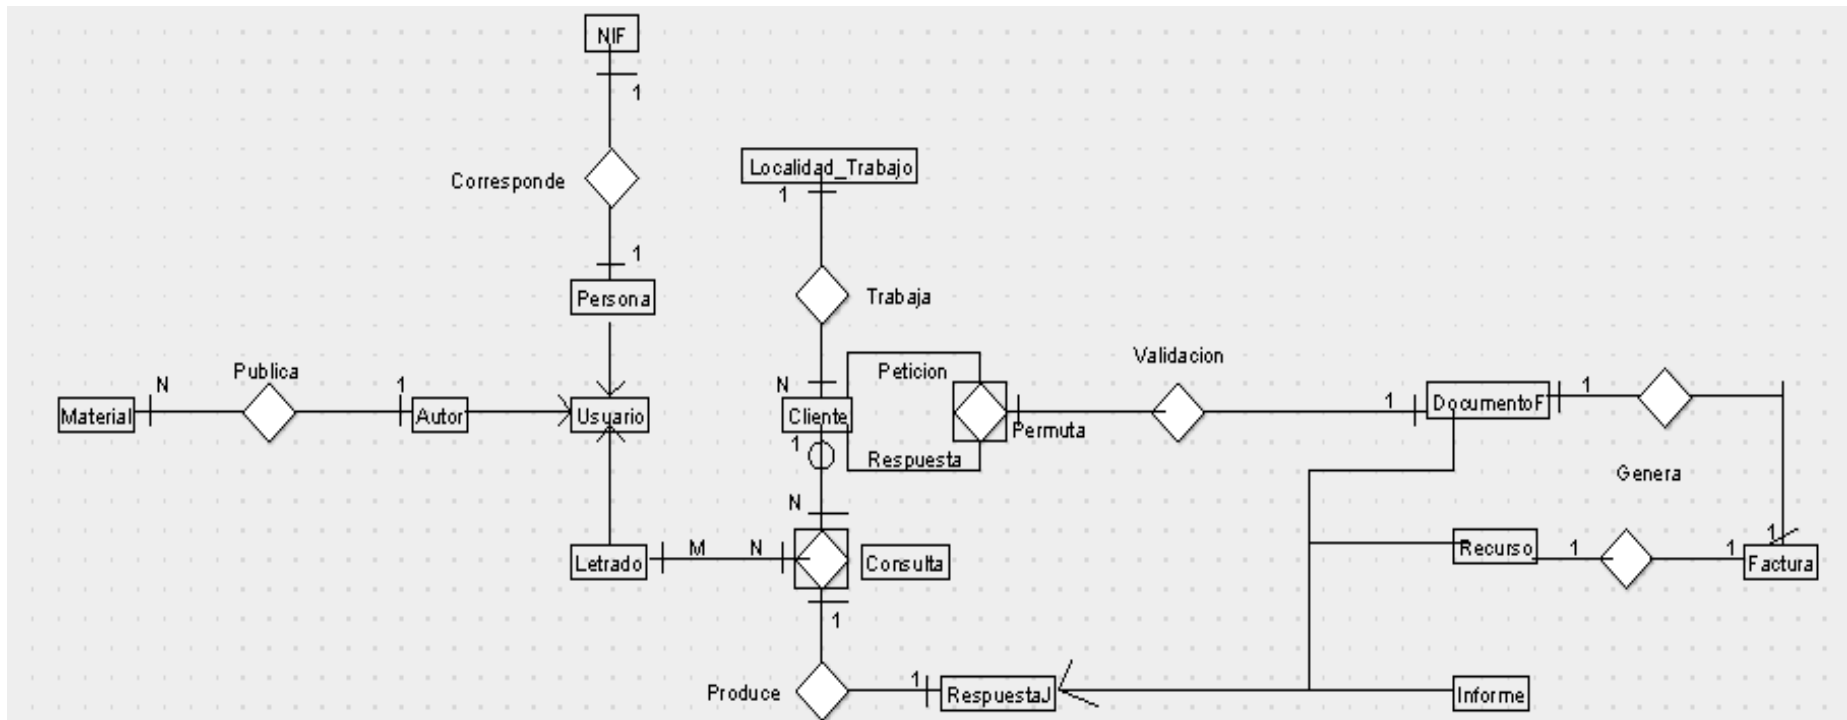 NIF
1
Corresponde
1
Persona
Localidad_Trabajo
1
Trabaja
N
Material
N
Publica
1
Autor
Usuario
Cliente
Peticion
Respuesta
Permuta
Validacion
1
DocumentoF
1
Genera
1
N
Letrado
M
N
Consulta
1
Recurso
1
1
1
Factura
Produce
1
RespuestaJ
Informe